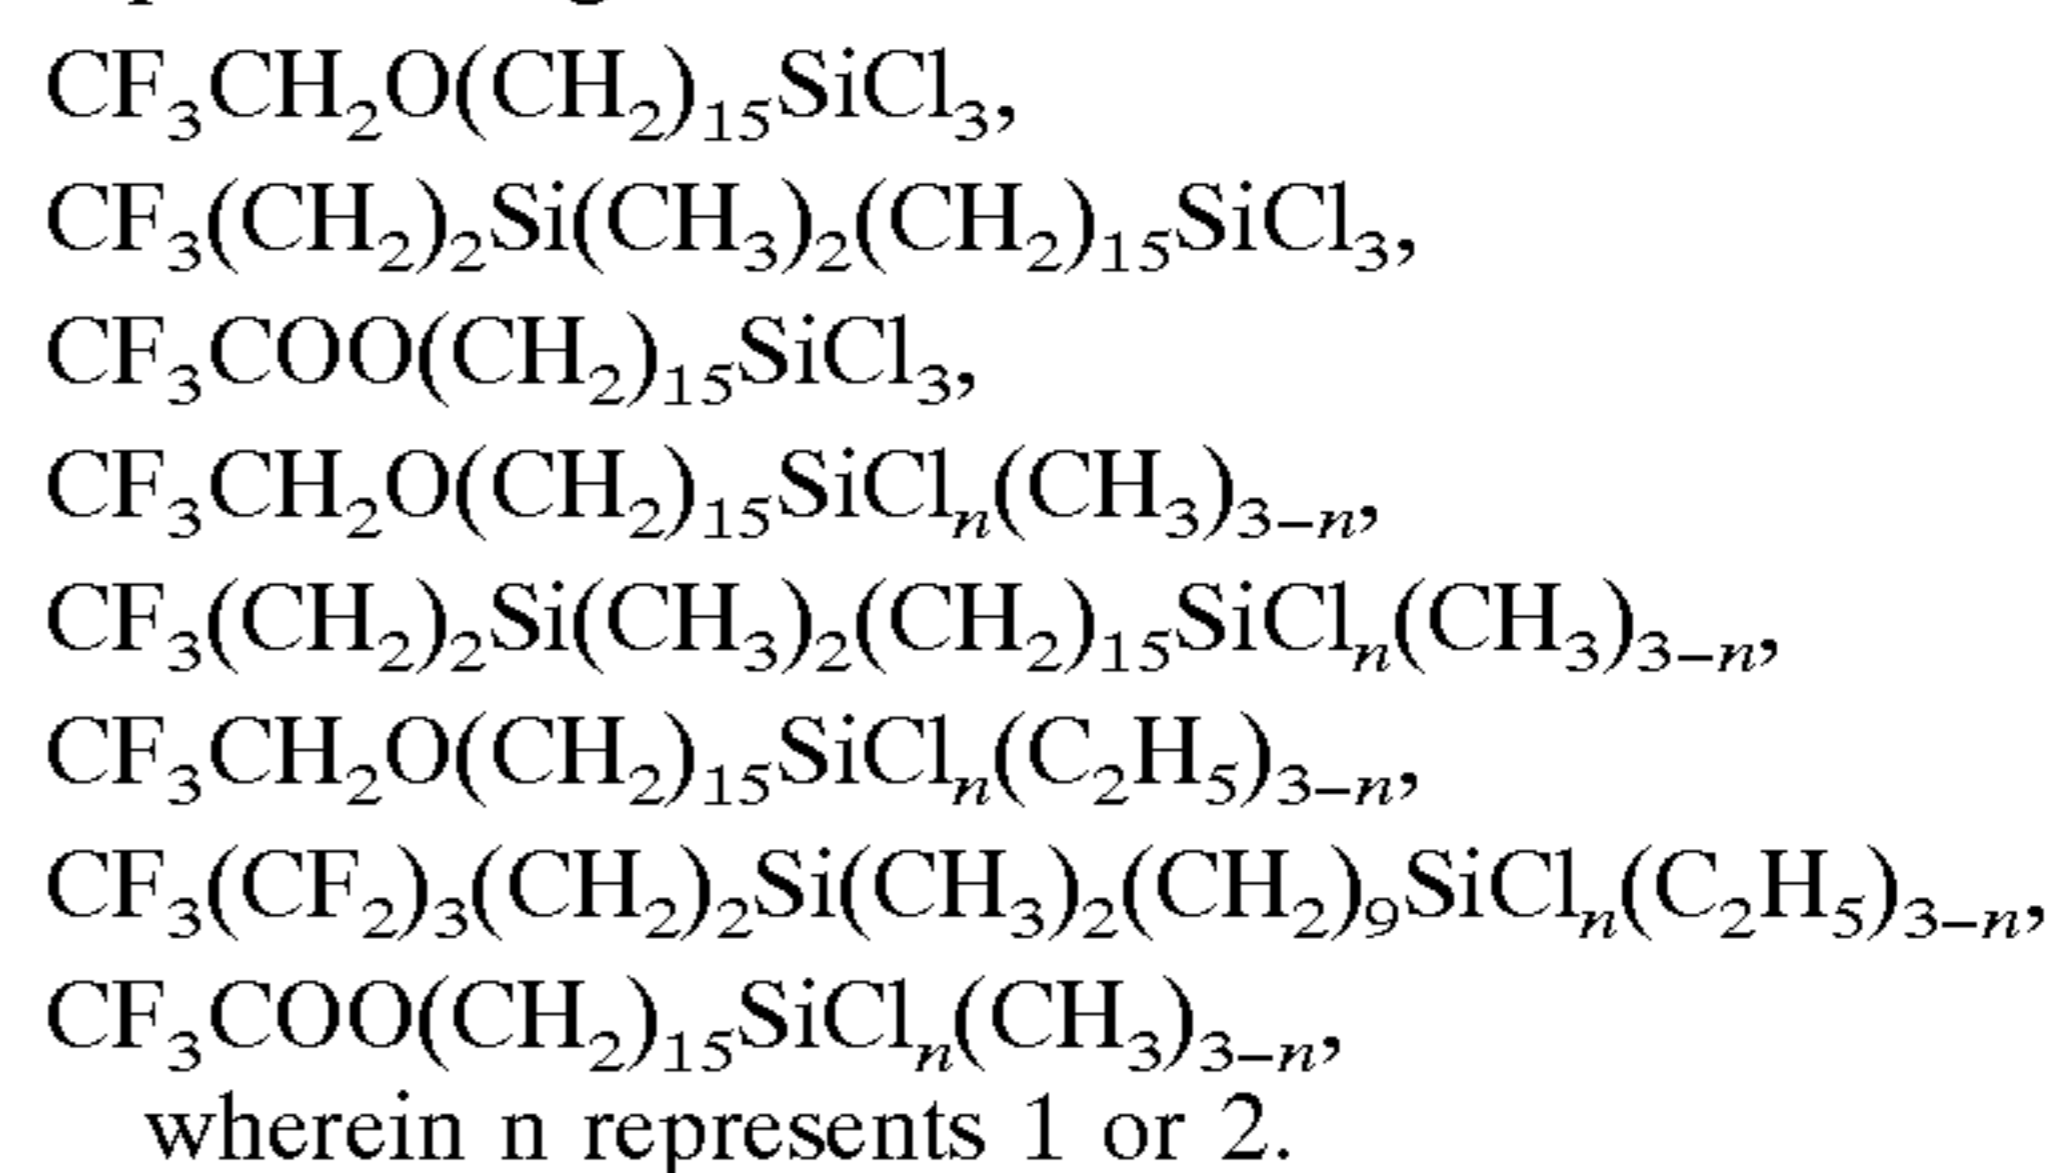 CF₃CH₂O(CH₂)₁₅SiCl₃,
CF₃(CH₂)₂Si(CH₃)₂(CH₂)₁₅SiCl₃,
CF₃COO(CH₂)₁₅SiCl₃,
CF₃CH₂O(CH₂)₁₅SiClₙ(CH₃)₃₋ₙ,
CF₃(CH₂)₂Si(CH₃)₂(CH₂)₁₅SiClₙ(CH₃)₃₋ₙ,
CF₃CH₂O(CH₂)₁₅SiClₙ(C₂H₅)₃₋ₙ,
CF₃(CF₂)₃(CH₂)₂Si(CH₃)₂(CH₂)₉SiClₙ(C₂H₅)₃₋ₙ,
CF₃COO(CH₂)₁₅SiClₙ(CH₃)₃₋ₙ,
wherein n represents 1 or 2.